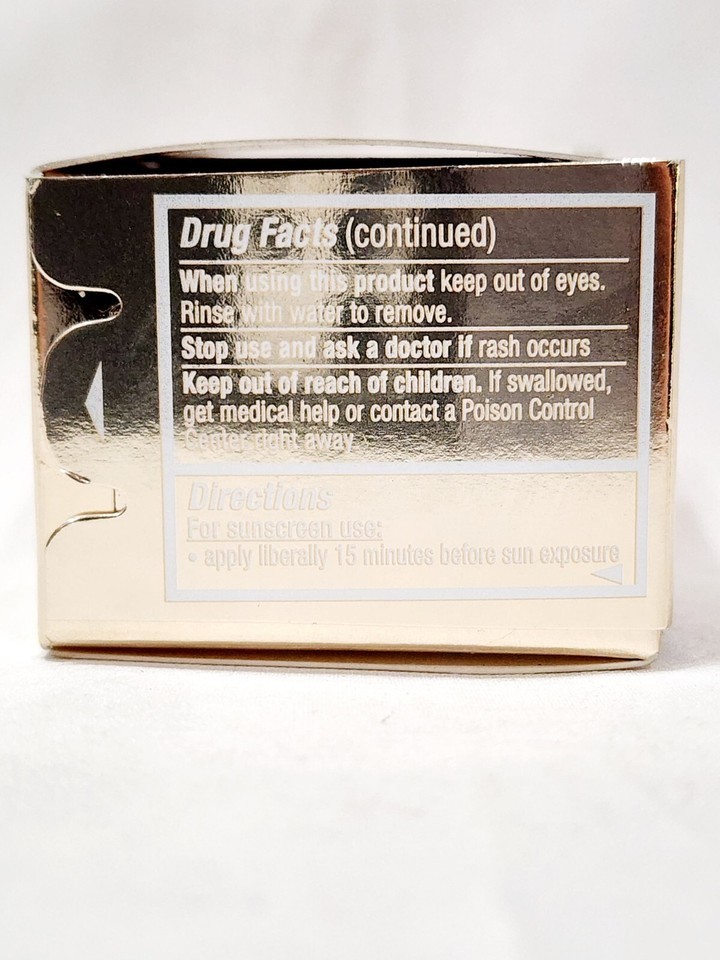 Drug Facts (continued)
When using this product keep out of eyes.
Rinse with water to remove.
Stop use and ask a doctor if rash occurs
Keep out of reach of children. If swallowed,
get medical help or contact a Poison Control
Center right away
Directions
For sunscreen use:
• apply liberally 15 minutes before sun exposure